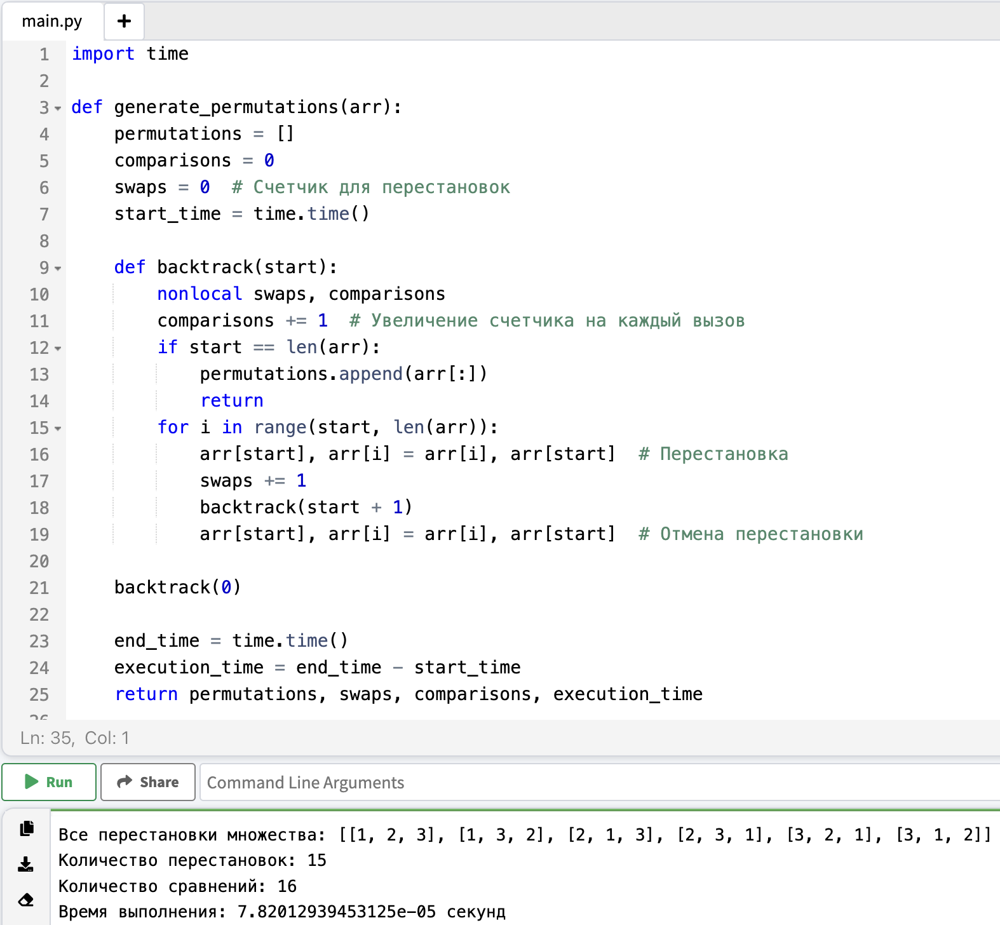 main.py +
1 import time
2
3 def generate_permutations(arr):
4     permutations = []
5     comparisons = 0
6     swaps = 0  # Счетчик для перестановок
7     start_time = time.time()
8
9     def backtrack(start):
10         nonlocal swaps, comparisons
11         comparisons += 1  # Увеличение счетчика на каждый вызов
12         if start == len(arr):
13             permutations.append(arr[:])
14             return
15         for i in range(start, len(arr)):
16             arr[start], arr[i] = arr[i], arr[start]  # Перестановка
17             swaps += 1
18             backtrack(start + 1)
19             arr[start], arr[i] = arr[i], arr[start]  # Отмена перестановки
20
21     backtrack(0)
22
23     end_time = time.time()
24     execution_time = end_time - start_time
25     return permutations, swaps, comparisons, execution_time
Ln: 35, Col: 1
Run Share Command Line Arguments
Все перестановки множества: [[1, 2, 3], [1, 3, 2], [2, 1, 3], [2, 3, 1], [3, 2, 1], [3, 1, 2]]
Количество перестановок: 15
Количество сравнений: 16
Время выполнения: 7.82012939453125e-05 секунд